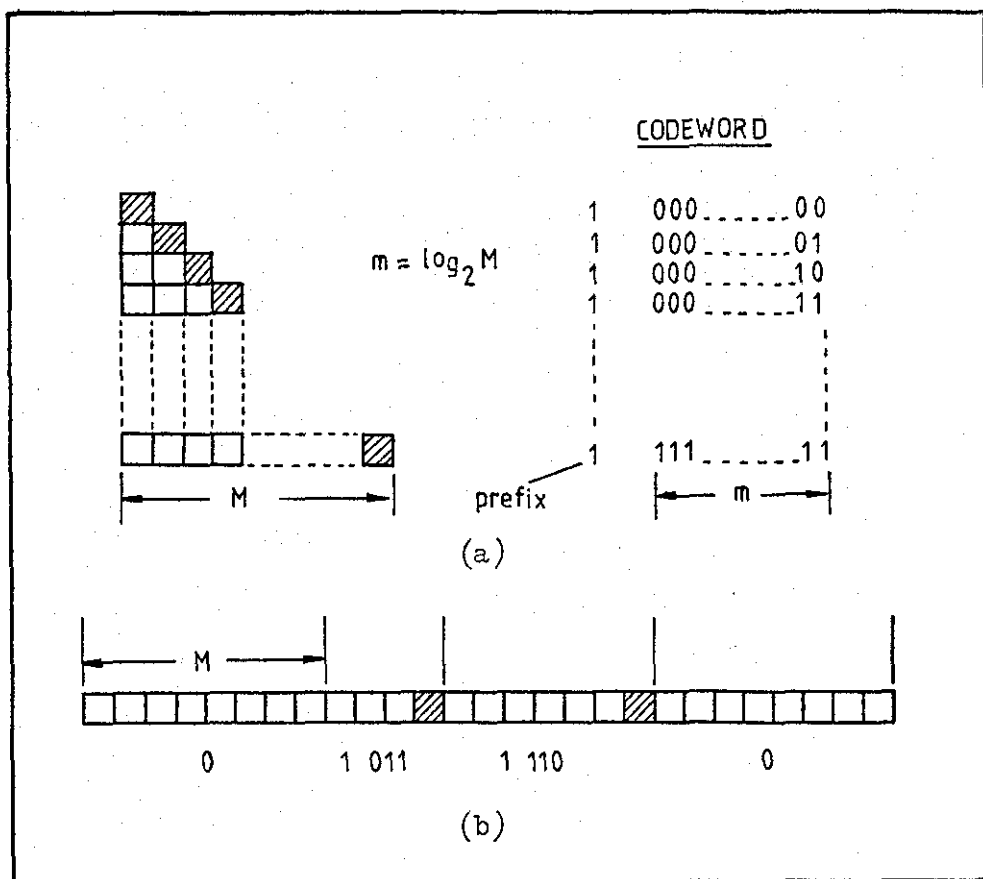 CODEWORD
1 000......00
1 000......01
m = log₂ M
1 000......10
1 000......11
1 111......11
M
m
prefix
(a)
M
0 1 011 1 110 0
(b)